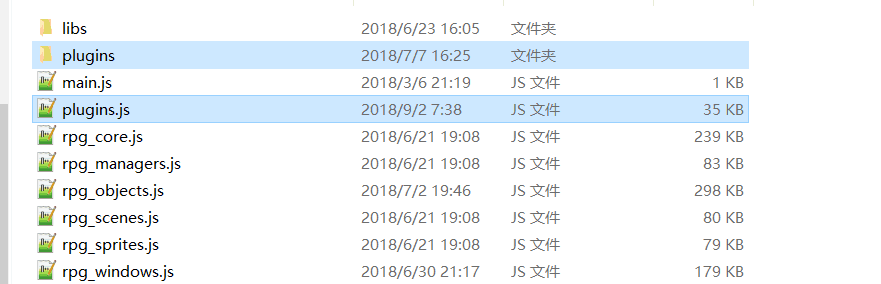 libs 2018/6/23 16:05 文件夹
plugins 2018/7/7 16:25 文件夹
main.js 2018/3/6 21:19 JS 文件 1 KB
plugins.js 2018/9/2 7:38 JS 文件 35 KB
rpg_core.js 2018/6/21 19:08 JS 文件 239 KB
rpg_managers.js 2018/6/21 19:08 JS 文件 83 KB
rpg_objects.js 2018/7/2 19:46 JS 文件 298 KB
rpg_scenes.js 2018/6/21 19:08 JS 文件 80 KB
rpg_sprites.js 2018/6/21 19:08 JS 文件 79 KB
rpg_windows.js 2018/6/30 21:17 JS 文件 179 KB